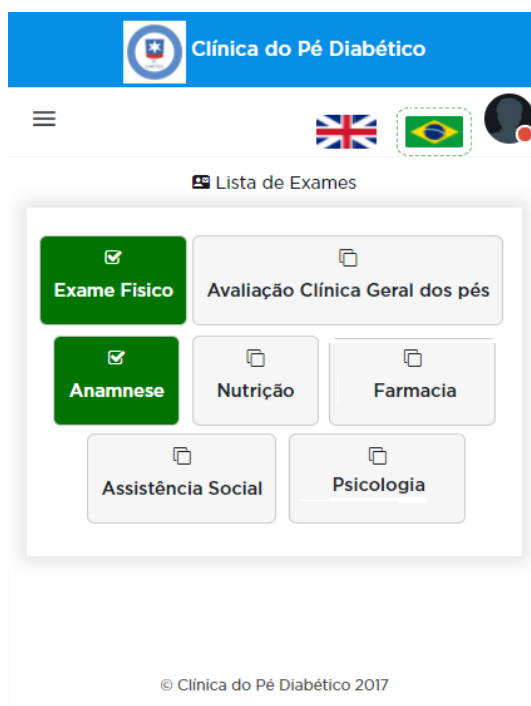 Clínica do Pé Diabético
Lista de Exames
Exame Fisico
Avaliação Clínica Geral dos pés
Anamnese
Nutrição
Farmacia
Assistência Social
Psicologia
© Clínica do Pé Diabético 2017